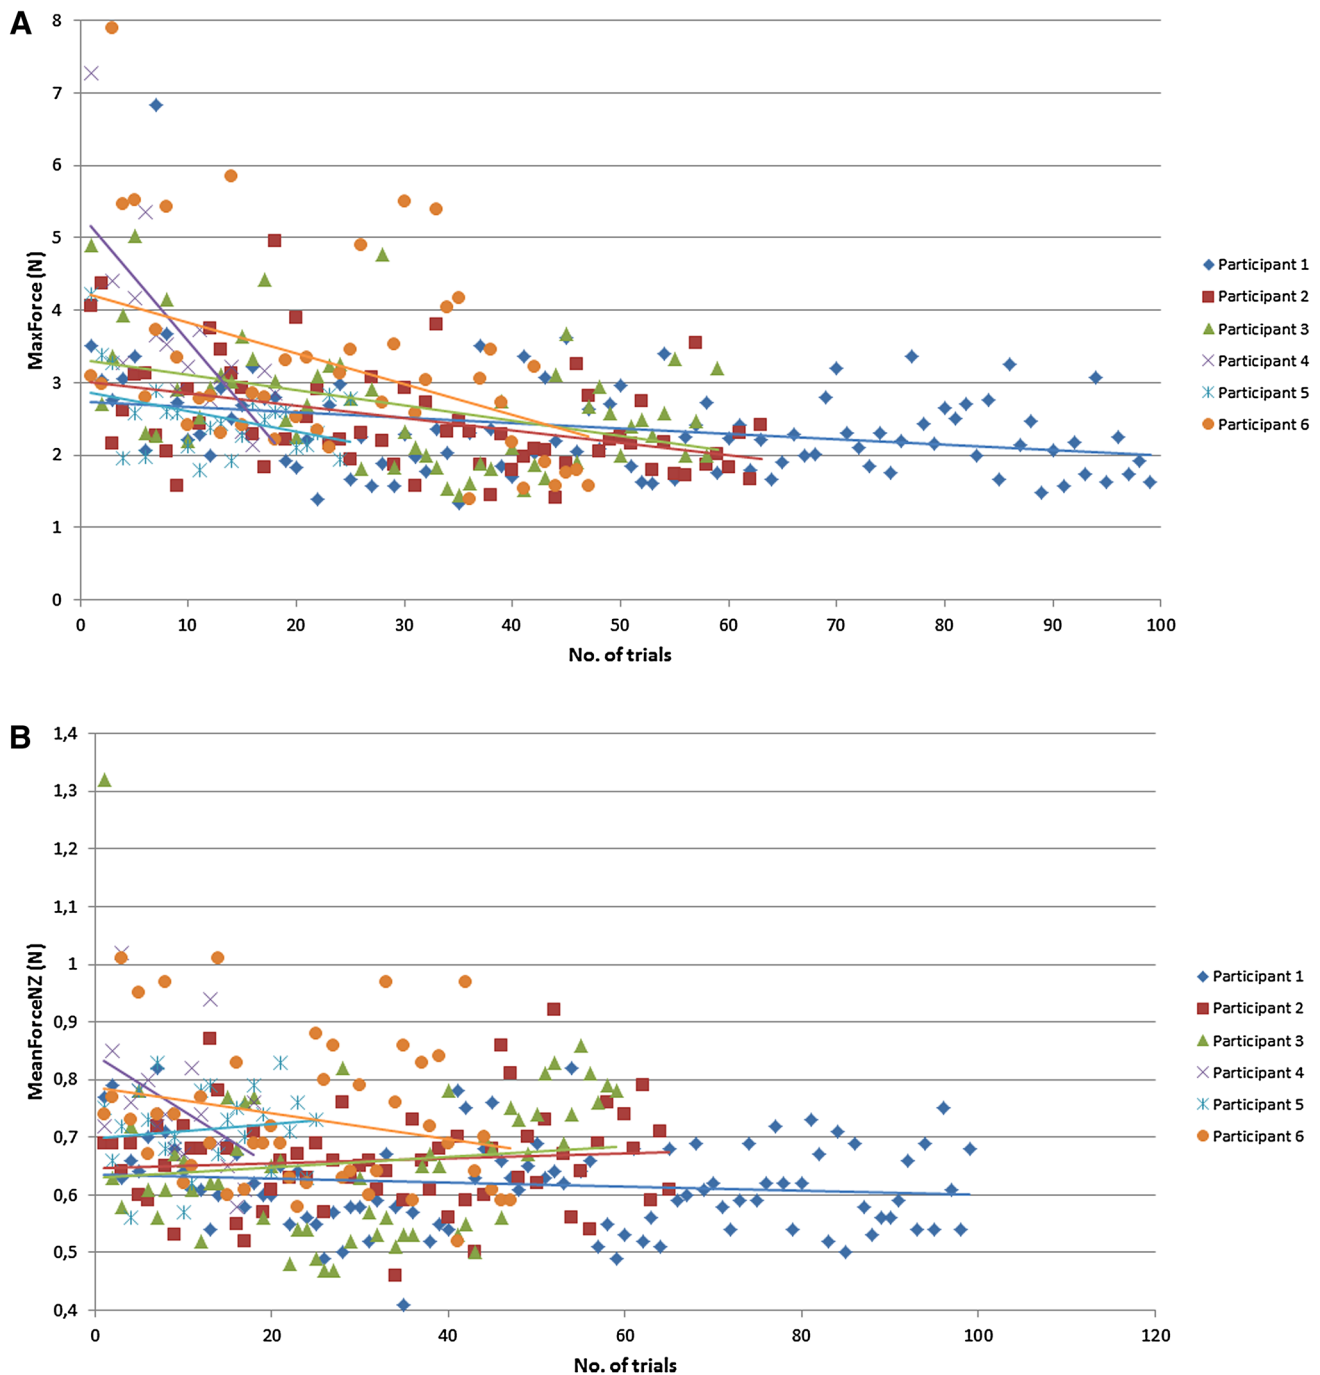 A
8
7
6
5
4
3
2
1
0
MaxForce (N)
0 10 20 30 40 50 60 70 80 90 100
No. of trials
Participant 1
Participant 2
Participant 3
Participant 4
Participant 5
Participant 6
B
1,4
1,3
1,2
1,1
1
0,9
0,8
0,7
0,6
0,5
0,4
MeanForceNZ (N)
0 20 40 60 80 100 120
No. of trials
Participant 1
Participant 2
Participant 3
Participant 4
Participant 5
Participant 6